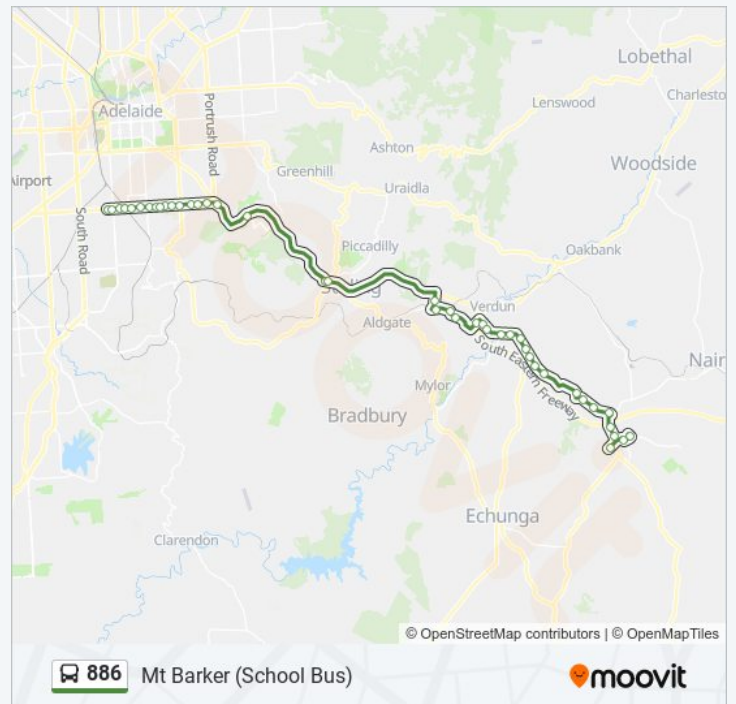 Lobethal
Charlesto
Adelaide
Portrush Road
Lenswood
Ashton
Woodside
Airport
Greenhill
Uraidla
South Road
Piccadilly
Oakbank
Verdun
Aldgate
South Eastern Freeway
Nair
Mylor
Bradbury
Echunga
Clarendon
© OpenStreetMap contributors | © OpenMapTiles
886 Mt Barker (School Bus)
moovit